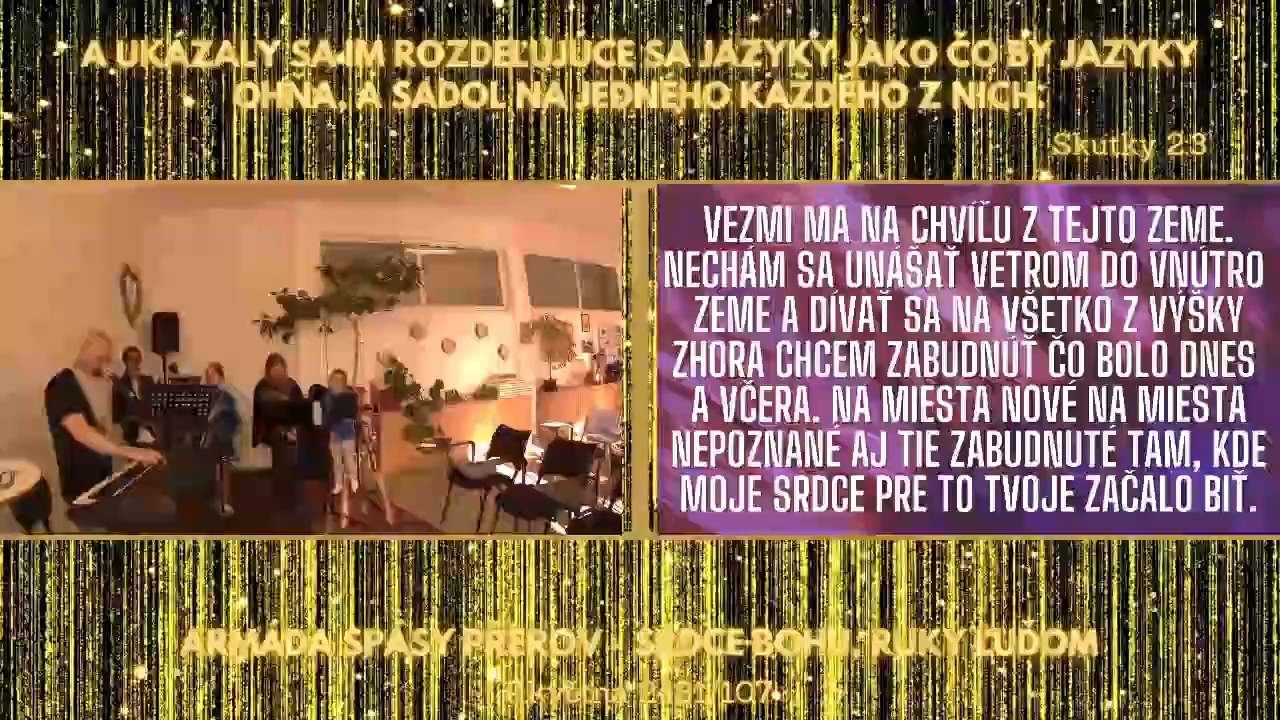 A UKÁZALY SA IM ROZDEĽUJÚCE SA JAZYKY JAKO ČO BY JAZYKY
OHŇA, A SADOL NA JEDNÉHO KAŽDÉHO Z NICH.
Skutky 2:3
VEZMI MA NA CHVÍĽU Z TEJTO ZEME.
NECHÁM SA UNÁŠAŤ VETROM DO VNÚTRO
ZEME A DÍVAŤ SA NA VŠETKO Z VÝŠKY
ZHORA CHCEM ZABUDNÚŤ ČO BOLO DNES
A VČERA. NA MIESTA NOVÉ NA MIESTA
NEPOZNANÉ AJ TIE ZABUDNUTÉ TAM, KDE
MOJE SRDCE PRE TO TVOJE ZAČALO BIŤ.
ARMÁDA SPÁSY PŘEROV SRDCE BOHU, RUKY ĽUĎOM